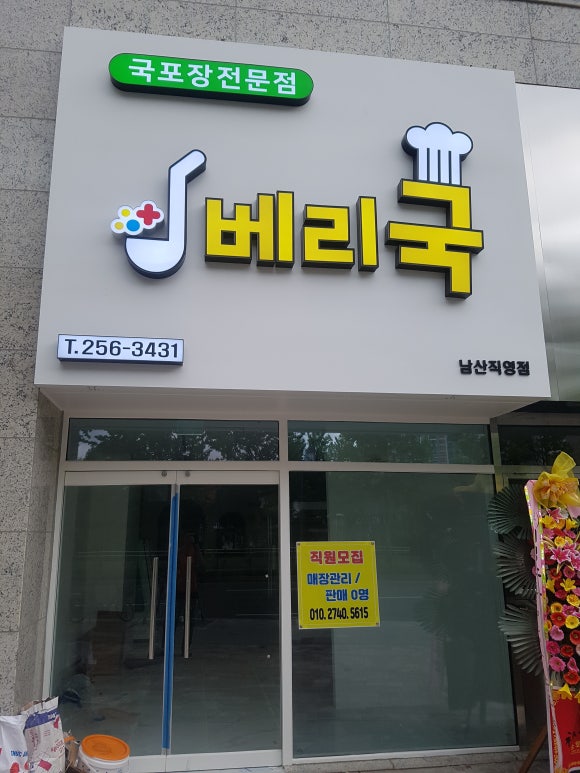 국포장전문점
베리국
T.256-3431
남산직영점
직원모집
매장관리 /
판매 0명
010. 2740. 5615